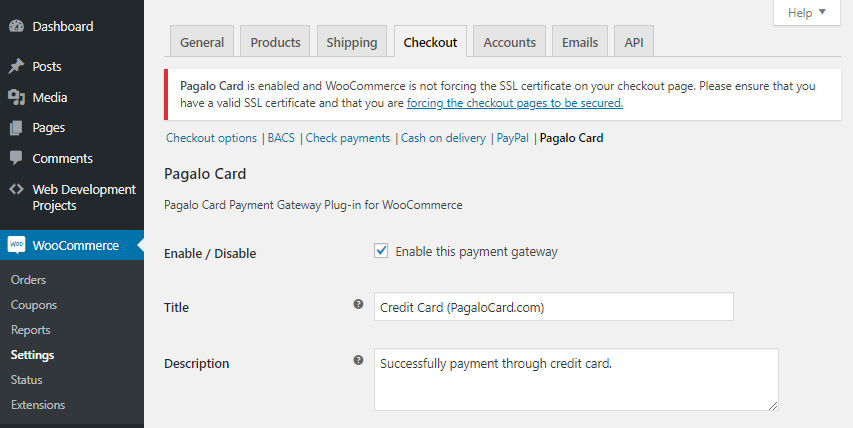 Help
Dashboard
Posts
Media
Pages
Comments
Web Development
Projects
Woo
WooCommerce
Orders
Coupons
Reports
Settings
Status
Extensions
General
Products
Shipping
Checkout
Accounts
Emails
API
Pagalo Card is enabled and WooCommerce is not forcing the SSL certificate on your checkout page. Please ensure that you
have a valid SSL certificate and that you are forcing the checkout pages to be secured.
Checkout options | BACS | Check payments | Cash on delivery | PayPal | Pagalo Card
Pagalo Card
Pagalo Card Payment Gateway Plug-in for WooCommerce
Enable / Disable
Enable this payment gateway
Title
?
Credit Card (PagaloCard.com)
Description
?
Successfully payment through credit card.